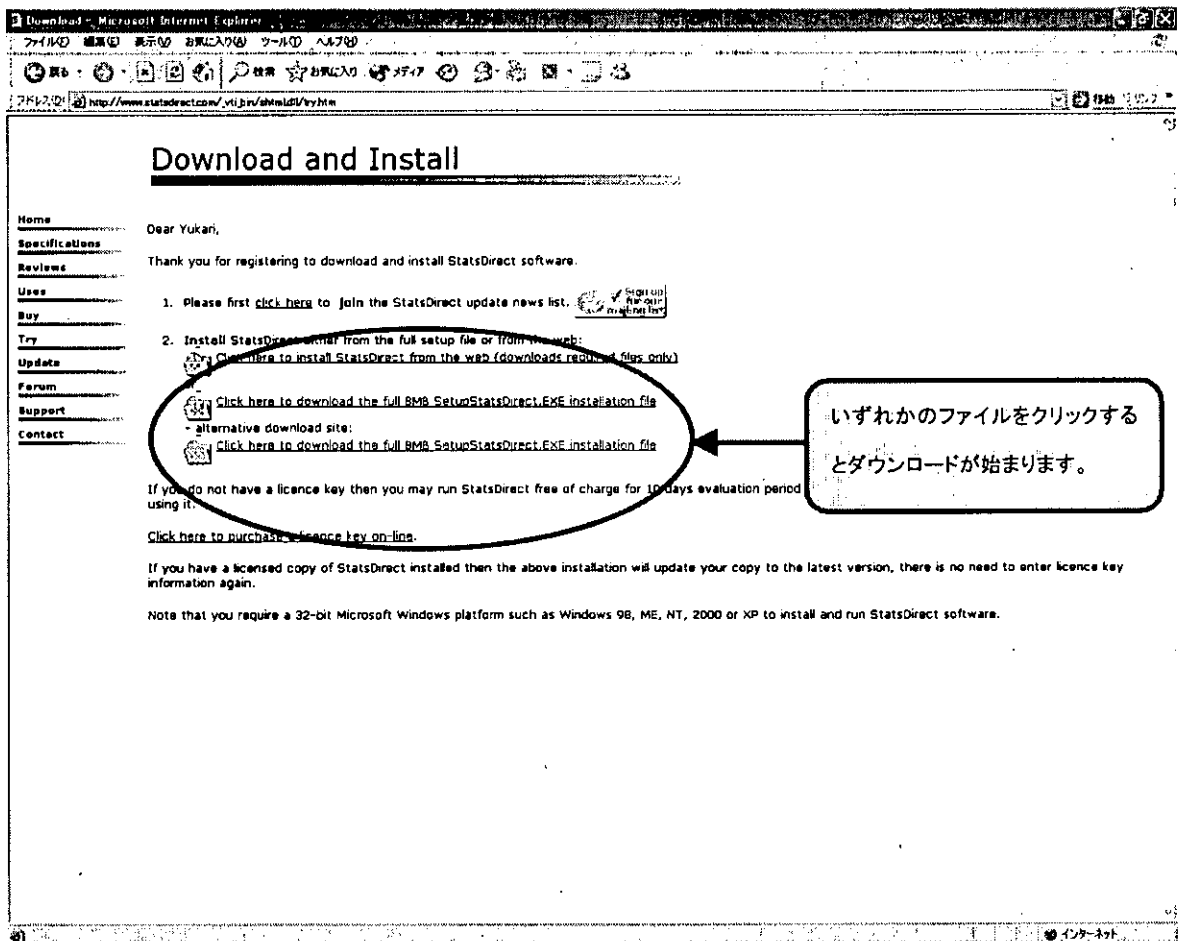 Download - Microsoft Internet Explorer
ファイル(F) 編集(E) 表示(V) お気に入り(A) ツール(T) ヘルプ(H)
戻る 検索 お気に入り メディア
アドレス(D) http://www.statsdirect.com/_vti_bin/shtml.dll/try.htm 移動 リンク
Download and Install
Home
Specifications
Reviews
Uses
Buy
Try
Update
Forum
Support
Contact
Dear Yukari,
Thank you for registering to download and install StatsDirect software.
1. Please first click here to join the StatsDirect update news list.
Sign up
for our
mailing list
2. Install StatsDirect either from the full setup file or from the web:
Click here to install StatsDirect from the web (downloads required files only)
Click here to download the full 8MB SetupStatsDirect.EXE installation file
- alternative download site:
Click here to download the full 8MB SetupStatsDirect.EXE installation file
いずれかのファイルをクリックする
とダウンロードが始まります。
If you do not have a licence key then you may run StatsDirect free of charge for 10 days evaluation period
using it.
Click here to purchase a licence key on-line.
If you have a licensed copy of StatsDirect installed then the above installation will update your copy to the latest version, there is no need to enter licence key
information again.
Note that you require a 32-bit Microsoft Windows platform such as Windows 98, ME, NT, 2000 or XP to install and run StatsDirect software.
インターネット